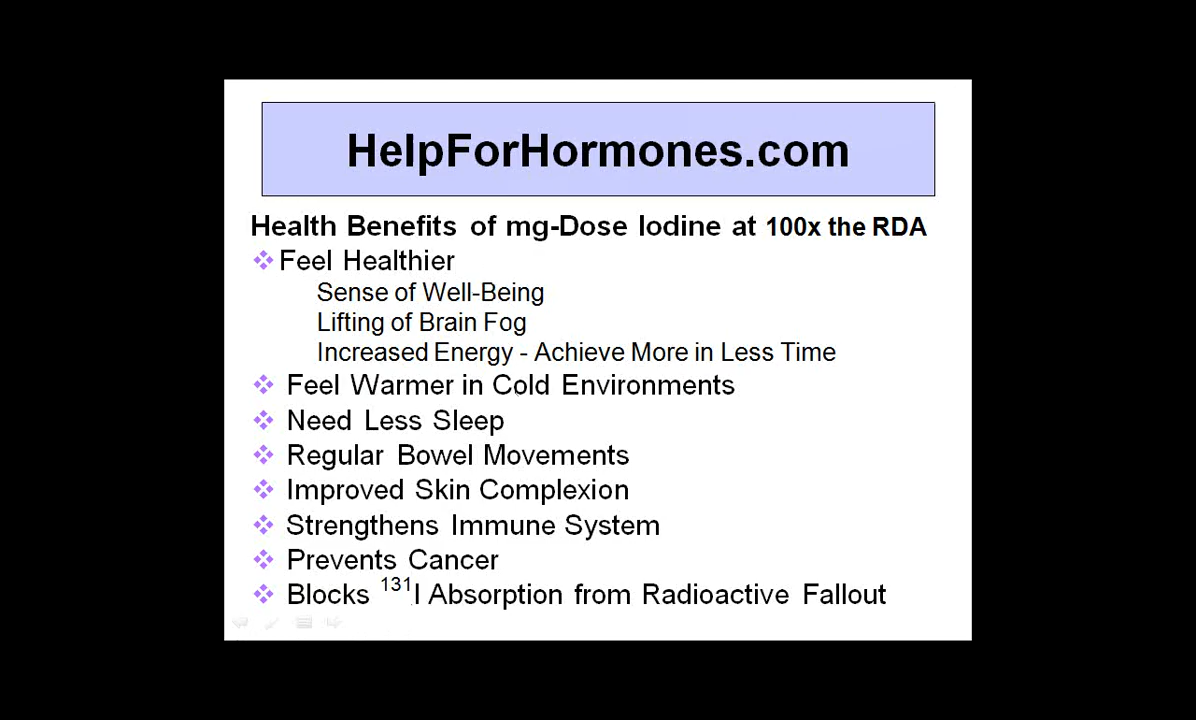 HelpForHormones.com
Health Benefits of mg-Dose Iodine at 100x the RDA
Feel Healthier
Sense of Well-Being
Lifting of Brain Fog
Increased Energy - Achieve More in Less Time
Feel Warmer in Cold Environments
Need Less Sleep
Regular Bowel Movements
Improved Skin Complexion
Strengthens Immune System
Prevents Cancer
Blocks ¹³¹I Absorption from Radioactive Fallout